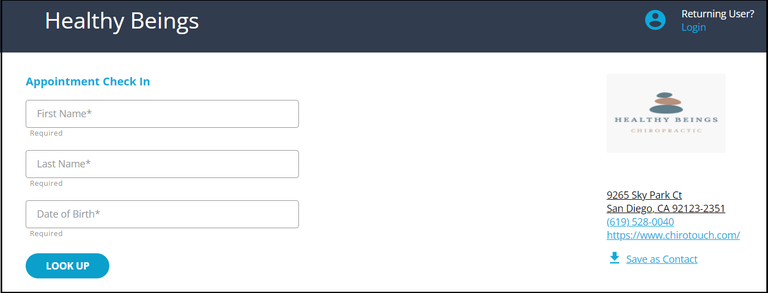 Healthy Beings
Returning User?
Login
Appointment Check In
First Name*
Required
Last Name*
Required
Date of Birth*
Required
LOOK UP
HEALTHY BEINGS
CHIROPRACTIC
9265 Sky Park Ct
San Diego, CA 92123-2351
(619) 528-0040
https://www.chirotouch.com/
Save as Contact